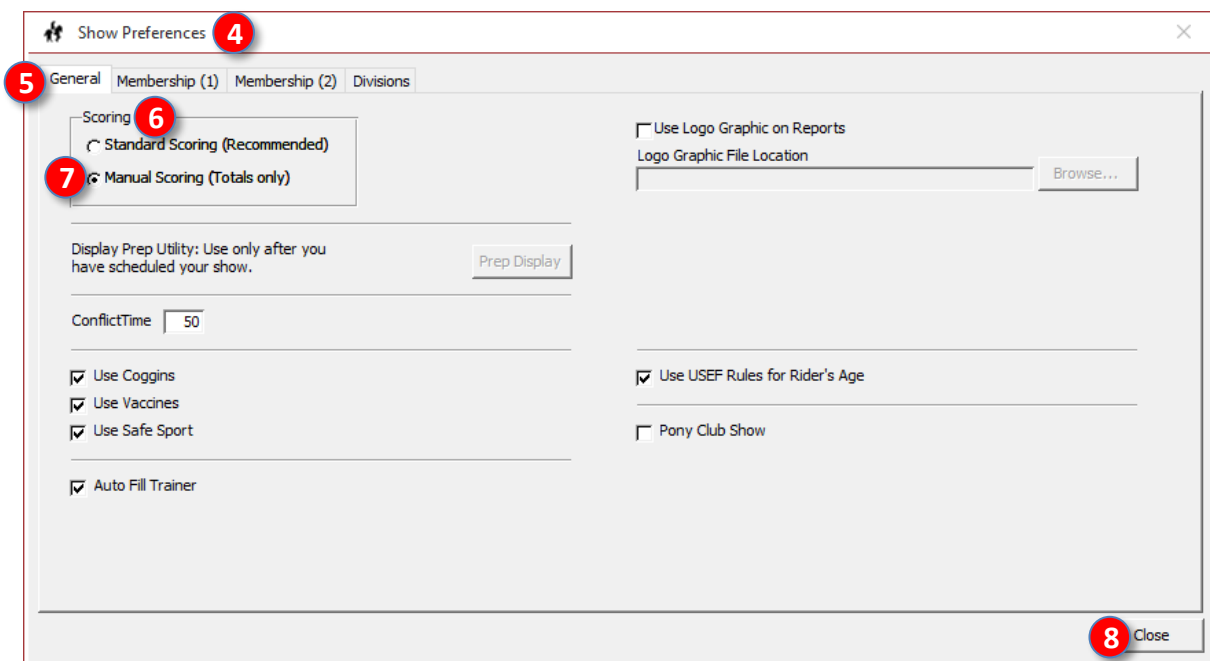 Show Preferences 4
5 General Membership (1) Membership (2) Divisions
Scoring 6
Standard Scoring (Recommended)
7 Manual Scoring (Totals only)
Use Logo Graphic on Reports
Logo Graphic File Location
Browse...
Display Prep Utility: Use only after you
have scheduled your show.
Prep Display
ConflictTime 50
Use Coggins
Use Vaccines
Use Safe Sport
Auto Fill Trainer
Use USEF Rules for Rider's Age
Pony Club Show
8 Close